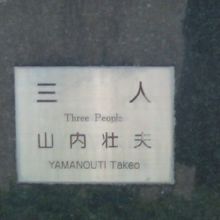 三人
Three People
山内壮夫
YAMANOUTI Takeo